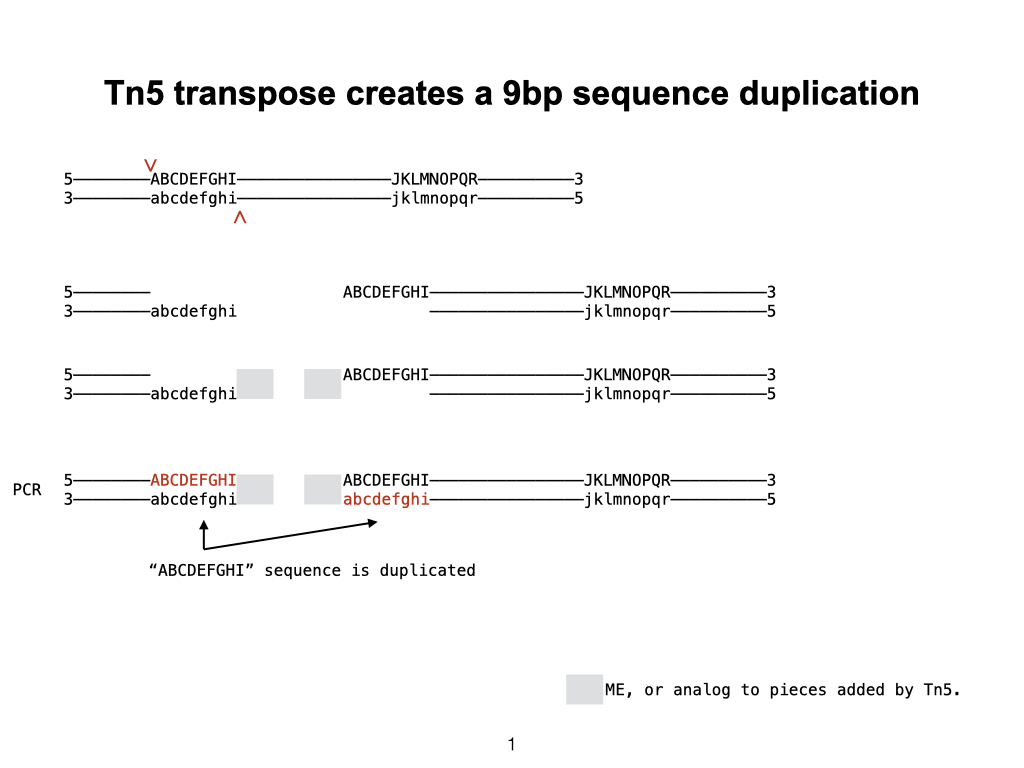 Tn5 transpose creates a 9bp sequence duplication
5————————ABCDEFGHI————————————————JKLMNOPQR——————————3
3————————abcdefghi————————————————jklmnopqr——————————5
5———————— ABCDEFGHI————————————————JKLMNOPQR——————————3
3————————abcdefghi ————————————————jklmnopqr——————————5
5———————— ABCDEFGHI————————————————JKLMNOPQR——————————3
3————————abcdefghi ————————————————jklmnopqr——————————5
5————————ABCDEFGHI ABCDEFGHI————————————————JKLMNOPQR——————————3
PCR
3————————abcdefghi abcdefghi————————————————jklmnopqr——————————5
“ABCDEFGHI” sequence is duplicated
ME, or analog to pieces added by Tn5.
1